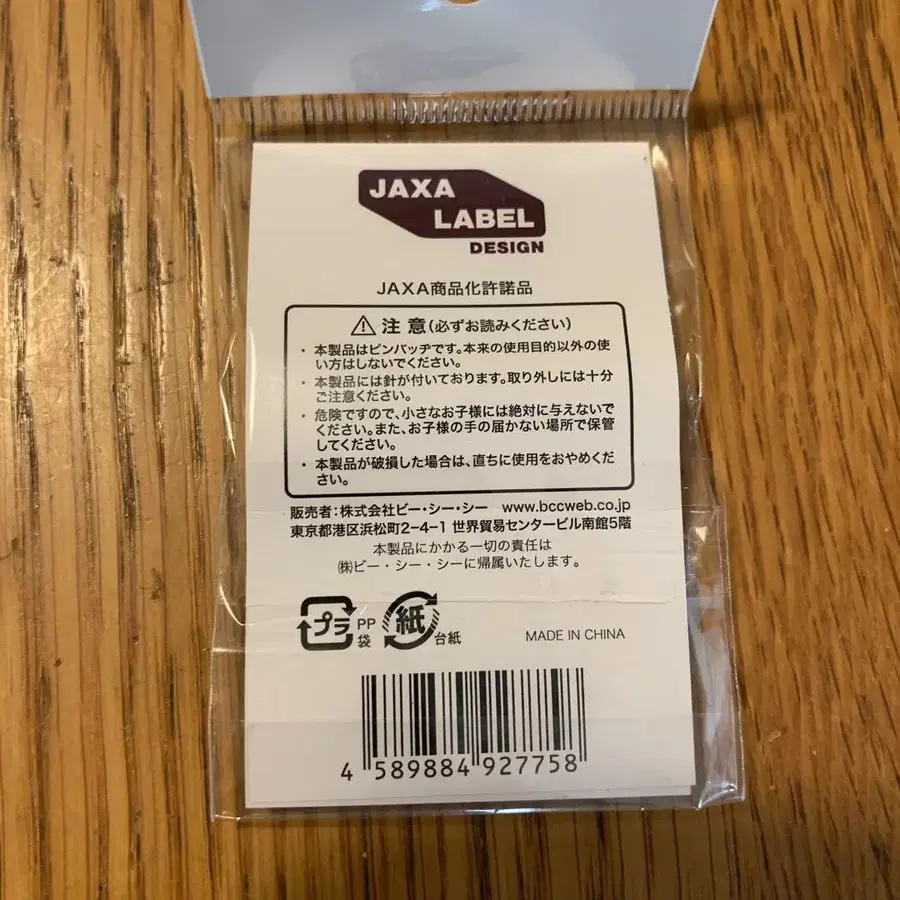 JAXA
LABEL
DESIGN
JAXA商品化許諾品
注意(必ずお読みください)
・本製品はピンバッヂです。本来の使用目的以外の使
い方はしないでください。
・本製品には針が付いております。取り外しには十分
ご注意ください。
・危険ですので、小さなお子様には絶対に与えないで
ください。また、お子様の手の届かない場所で保管
してください。
・本製品が破損した場合は、直ちに使用をおやめくだ
さい。
販売者:株式会社ビー・シー・シー www.bccweb.co.jp
東京都港区浜松町2-4-1 世界貿易センタービル南館5階
本製品にかかる一切の責任は
㈱ビー・シー・シーに帰属いたします。
プラ PP袋 紙 台紙 MADE IN CHINA
4 589884 927758